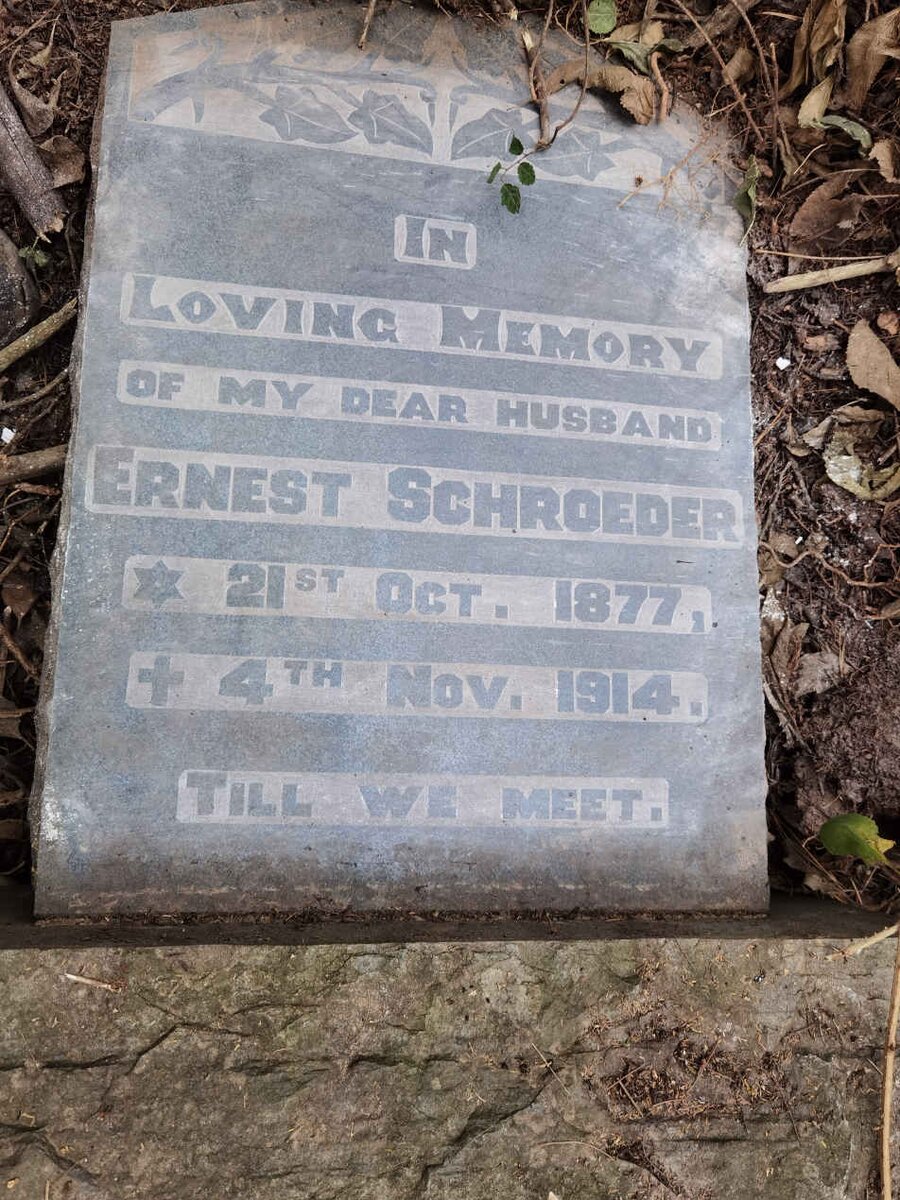 IN
LOVING MEMORY
OF MY DEAR HUSBAND
ERNEST SCHROEDER
✶ 21ST OCT. 1877,
✝ 4TH NOV. 1914.
TILL WE MEET.